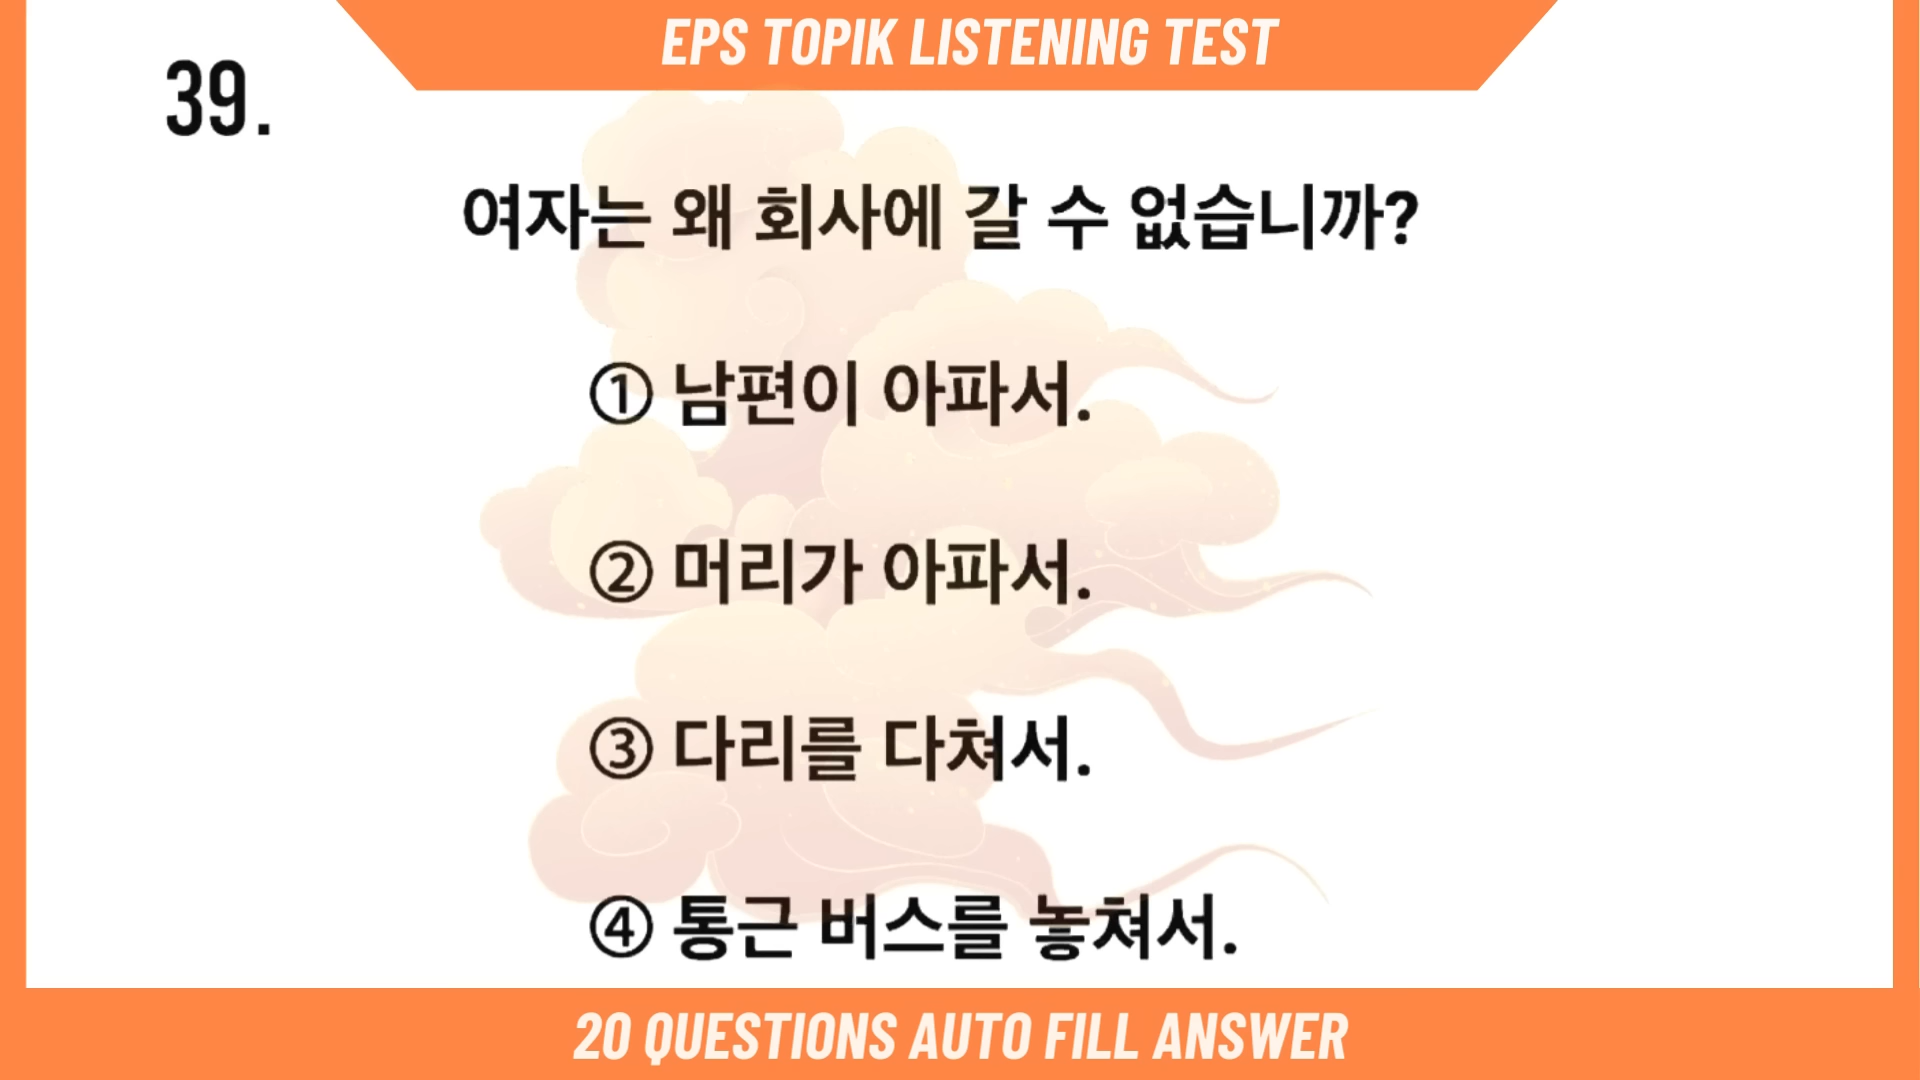 EPS TOPIK LISTENING TEST
39.
여자는 왜 회사에 갈 수 없습니까?
① 남편이 아파서.
② 머리가 아파서.
③ 다리를 다쳐서.
④ 통근 버스를 놓쳐서.
20 QUESTIONS AUTO FILL ANSWER